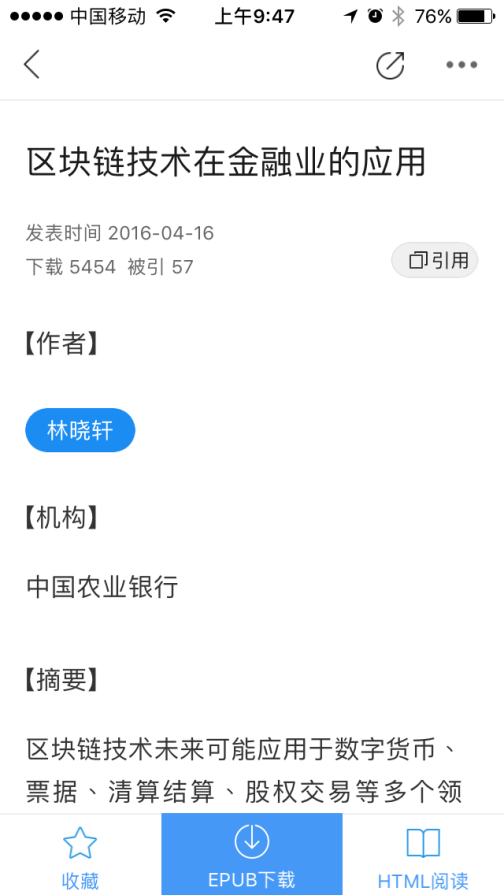 中国移动 上午9:47 76%
区块链技术在金融业的应用
发表时间 2016-04-16
下载 5454 被引 57
引用
【作者】
林晓轩
【机构】
中国农业银行
【摘要】
区块链技术未来可能应用于数字货币、
票据、清算结算、股权交易等多个领
收藏
EPUB下载
HTML阅读